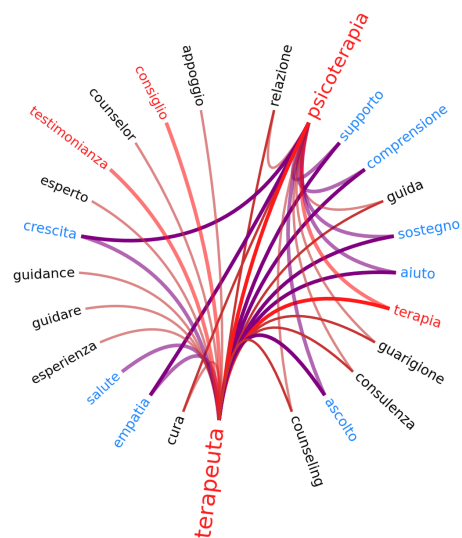 psicoterapia
supporto
comprensione
guida
sostegno
aiuto
terapia
guarigione
consulenza
ascolto
counseling
terapeuta
cura
empatia
salute
esperienza
guidare
guidance
crescita
esperto
testimonianza
counselor
consiglio
appoggio
relazione